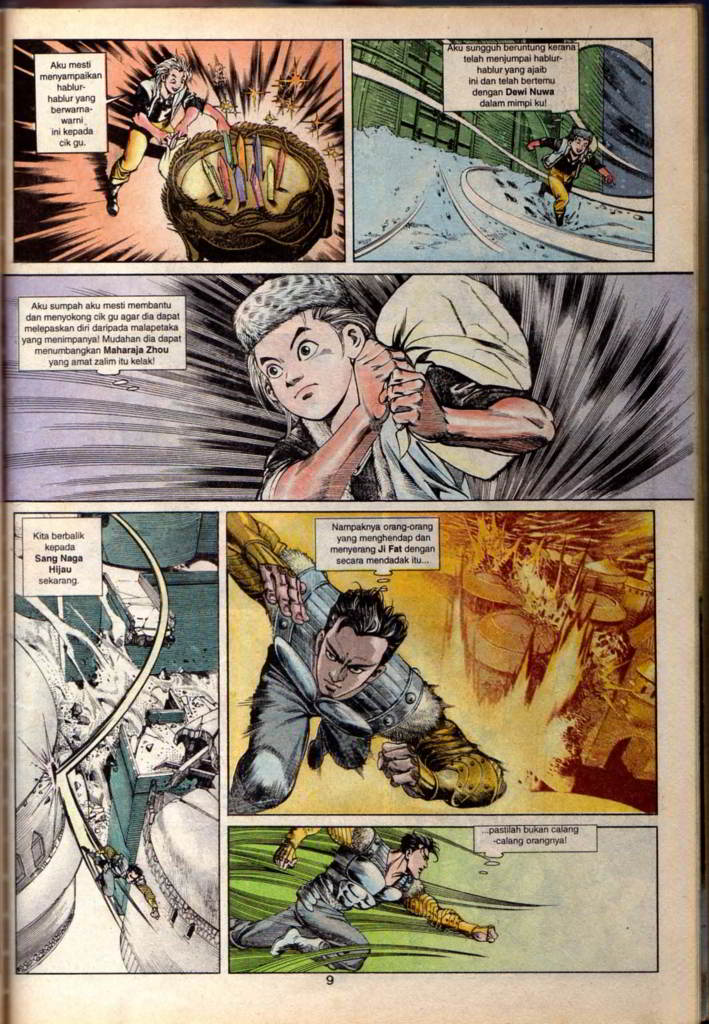 Aku mesti
menyampaikan
hablur-
hablur yang
berwarna-
warni
ini kepada
cik gu.
Aku sungguh beruntung kerana
telah menjumpai hablur-
hablur yang ajaib
ini dan telah bertemu
dengan Dewi Nuwa
dalam mimpi ku!
Aku sumpah aku mesti membantu
dan menyokong cik gu agar dia dapat
melepaskan diri daripada malapetaka
yang menimpanya! Mudahan dia dapat
menumbangkan Maharaja Zhou
yang amat zalim itu kelak!
Kita berbalik
kepada
Sang Naga
Hijau
sekarang.
Nampaknya orang-orang
yang menghendap dan
menyerang Ji Fat dengan
secara mendadak itu...
...pastilah bukan calang
-calang orangnya!
9